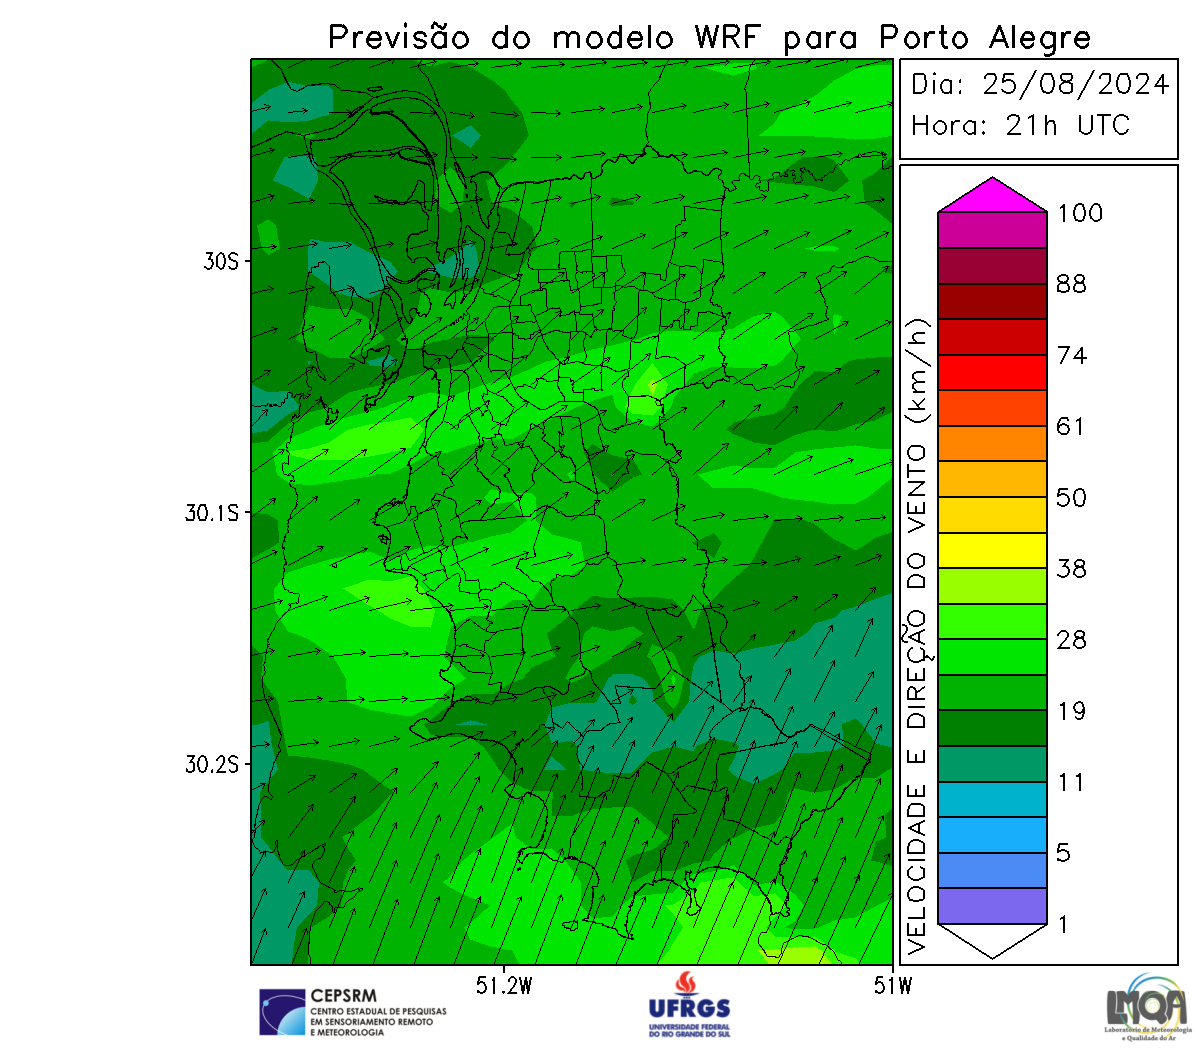 Previsão do modelo WRF para Porto Alegre
Dia: 25/08/2024
Hora: 21h UTC
100
88
74
61
50
38
28
19
11
5
1
VELOCIDADE E DIREÇÃO DO VENTO (km/h)
30S
30.1S
30.2S
51.2W
51W
CEPSRM
CENTRO ESTADUAL DE PESQUISAS
EM SENSORIAMENTO REMOTO
E METEOROLOGIA
UFRGS
UNIVERSIDADE FEDERAL
DO RIO GRANDE DO SUL
LMQA
Laboratório de Meteorologia
e Qualidade do Ar